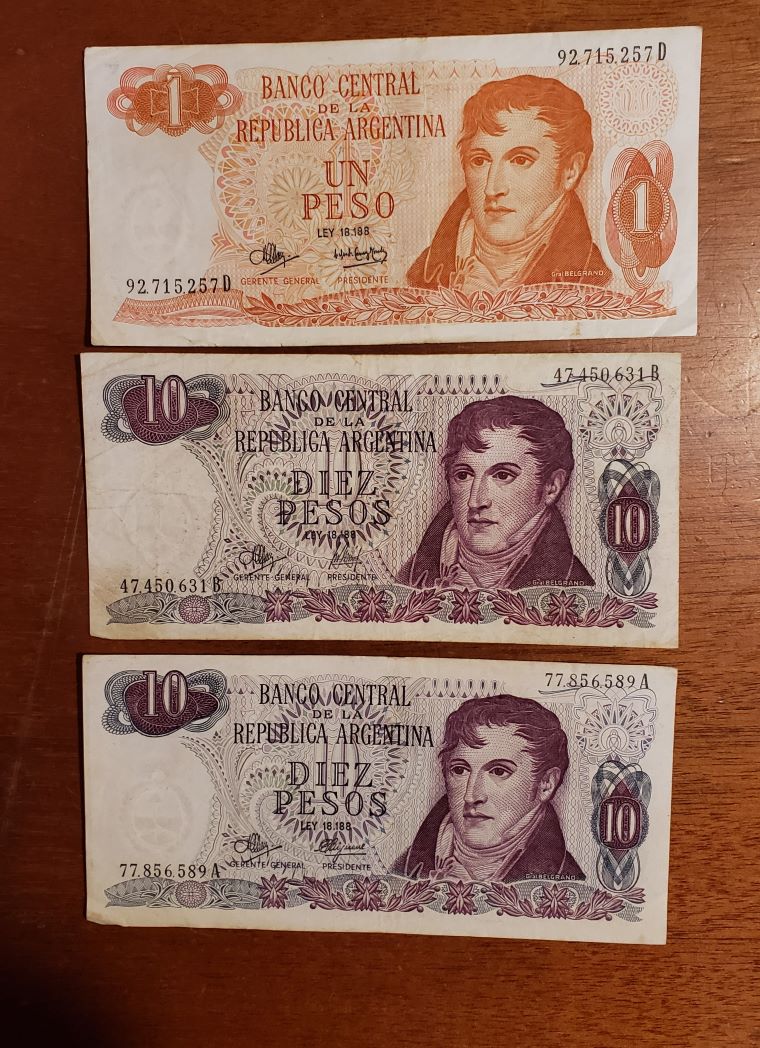 92.715.257 D
1
BANCO CENTRAL
DE LA
REPUBLICA ARGENTINA
UN
PESO
LEY 18.188
1
GERENTE GENERAL PRESIDENTE
Gral BELGRANO
92.715.257 D
47.450.631 B
10
BANCO CENTRAL
DE LA
REPUBLICA ARGENTINA
DIEZ
PESOS
LEY 18.188
10
GERENTE GENERAL PRESIDENTE
Gral BELGRANO
47.450.631 B
77.856.589 A
10
BANCO CENTRAL
DE LA
REPUBLICA ARGENTINA
DIEZ
PESOS
LEY 18.188
10
GERENTE GENERAL PRESIDENTE
Gral BELGRANO
77.856.589 A